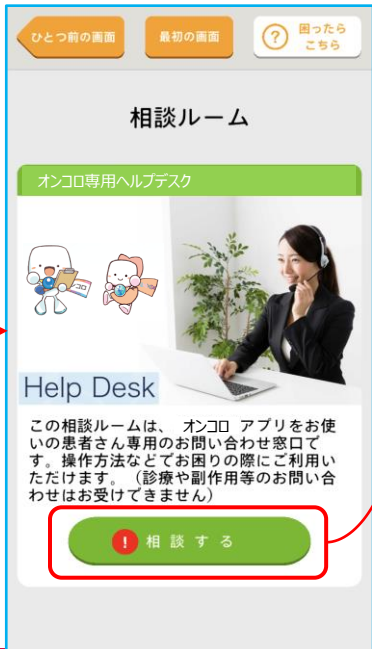 ひとつ前の画面
最初の画面
? 困ったら
こちら
相談ルーム
オンコロ専用ヘルプデスク
Help Desk
この相談ルームは、 オンコロ アプリをお使
いの患者さん専用のお問い合わせ窓口で
す。操作方法などでお困りの際にご利用い
ただけます。（診療や副作用等のお問い合
わせはお受けできません）
! 相談する